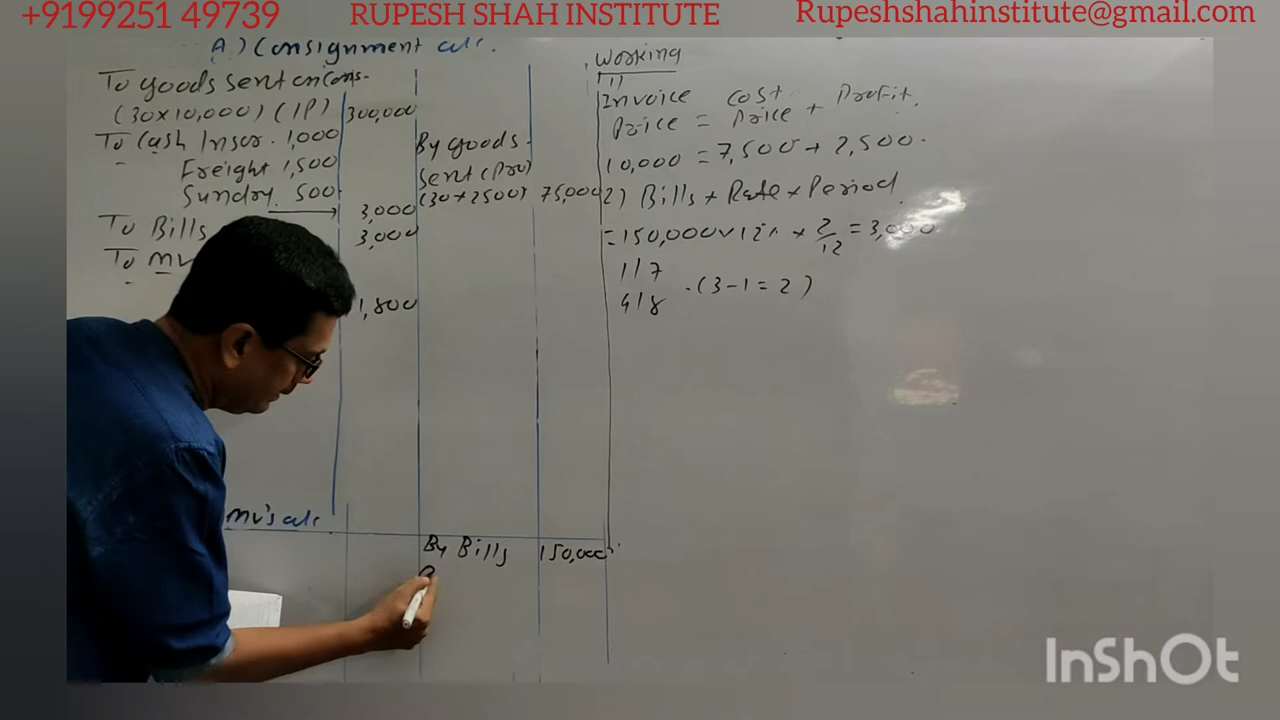 +9199251 49739 RUPESH SHAH INSTITUTE Rupeshshahinstitute@gmail.com
A) Consignment a/c.
To goods sent on Cons.
(30x10,000) (IP) 300,000
To Cash Insur. 1,000
Freight 1,500
Sundry. 500
3,000
To Bills 3,000
To mv
1,800
By goods
sent (Pro)
(30x2500) 75,000
Working
1)
Invoice Cost Profit.
Price = Price +
10,000 = 7,500 + 2,500.
2) Bills x Rate x Period
= 150,000 x 12% x 2/12 = 3,000
1/7
4/8 (3-1=2)
mv's a/c
By Bills 150,000
InShOt